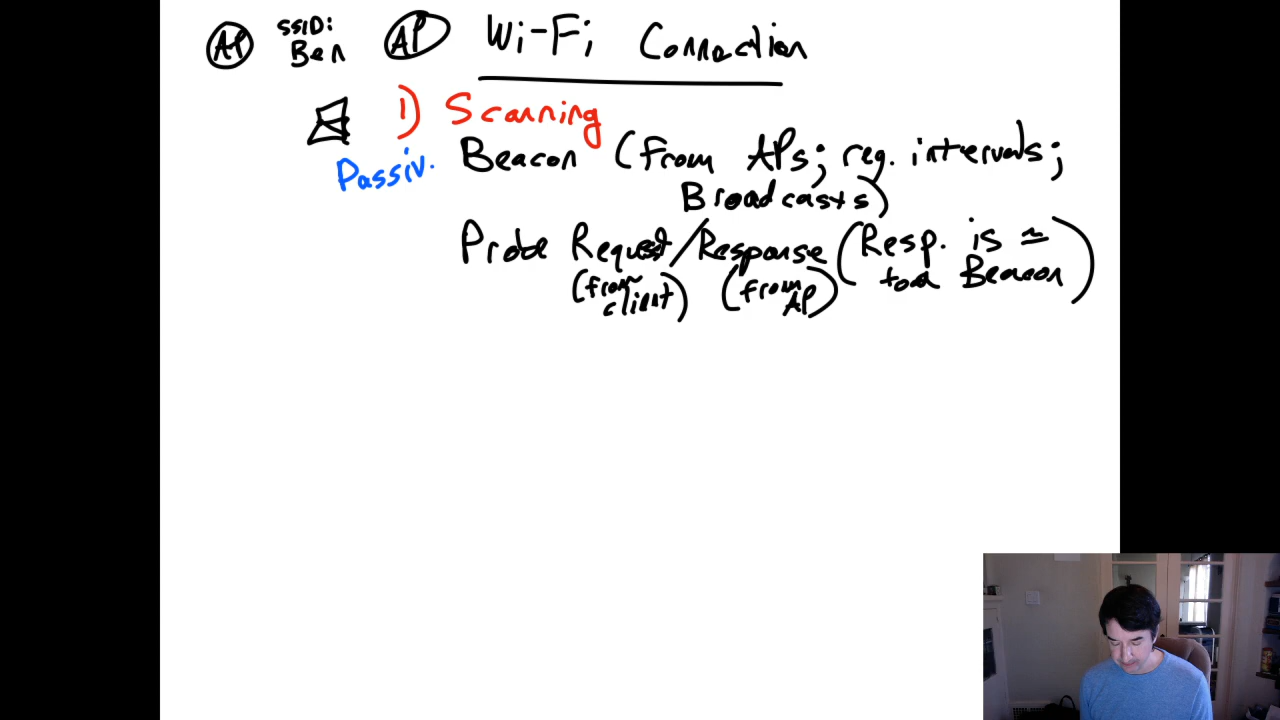 AP SSID: Ben AP Wi-Fi Connection
1) Scanning
Passiv. Beacon (from APs; reg. intervals;
Broadcasts)
Probe Request/Response (Resp. is ≃
(from client) (from AP) to a Beacon)